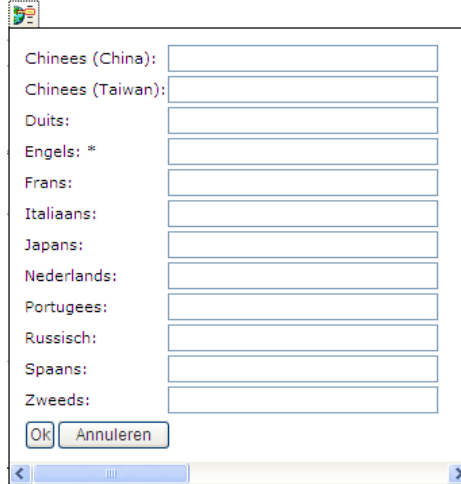 Chinees (China):
Chinees (Taiwan):
Duits:
Engels: *
Frans:
Italiaans:
Japans:
Nederlands:
Portugees:
Russisch:
Spaans:
Zweeds:
Ok Annuleren